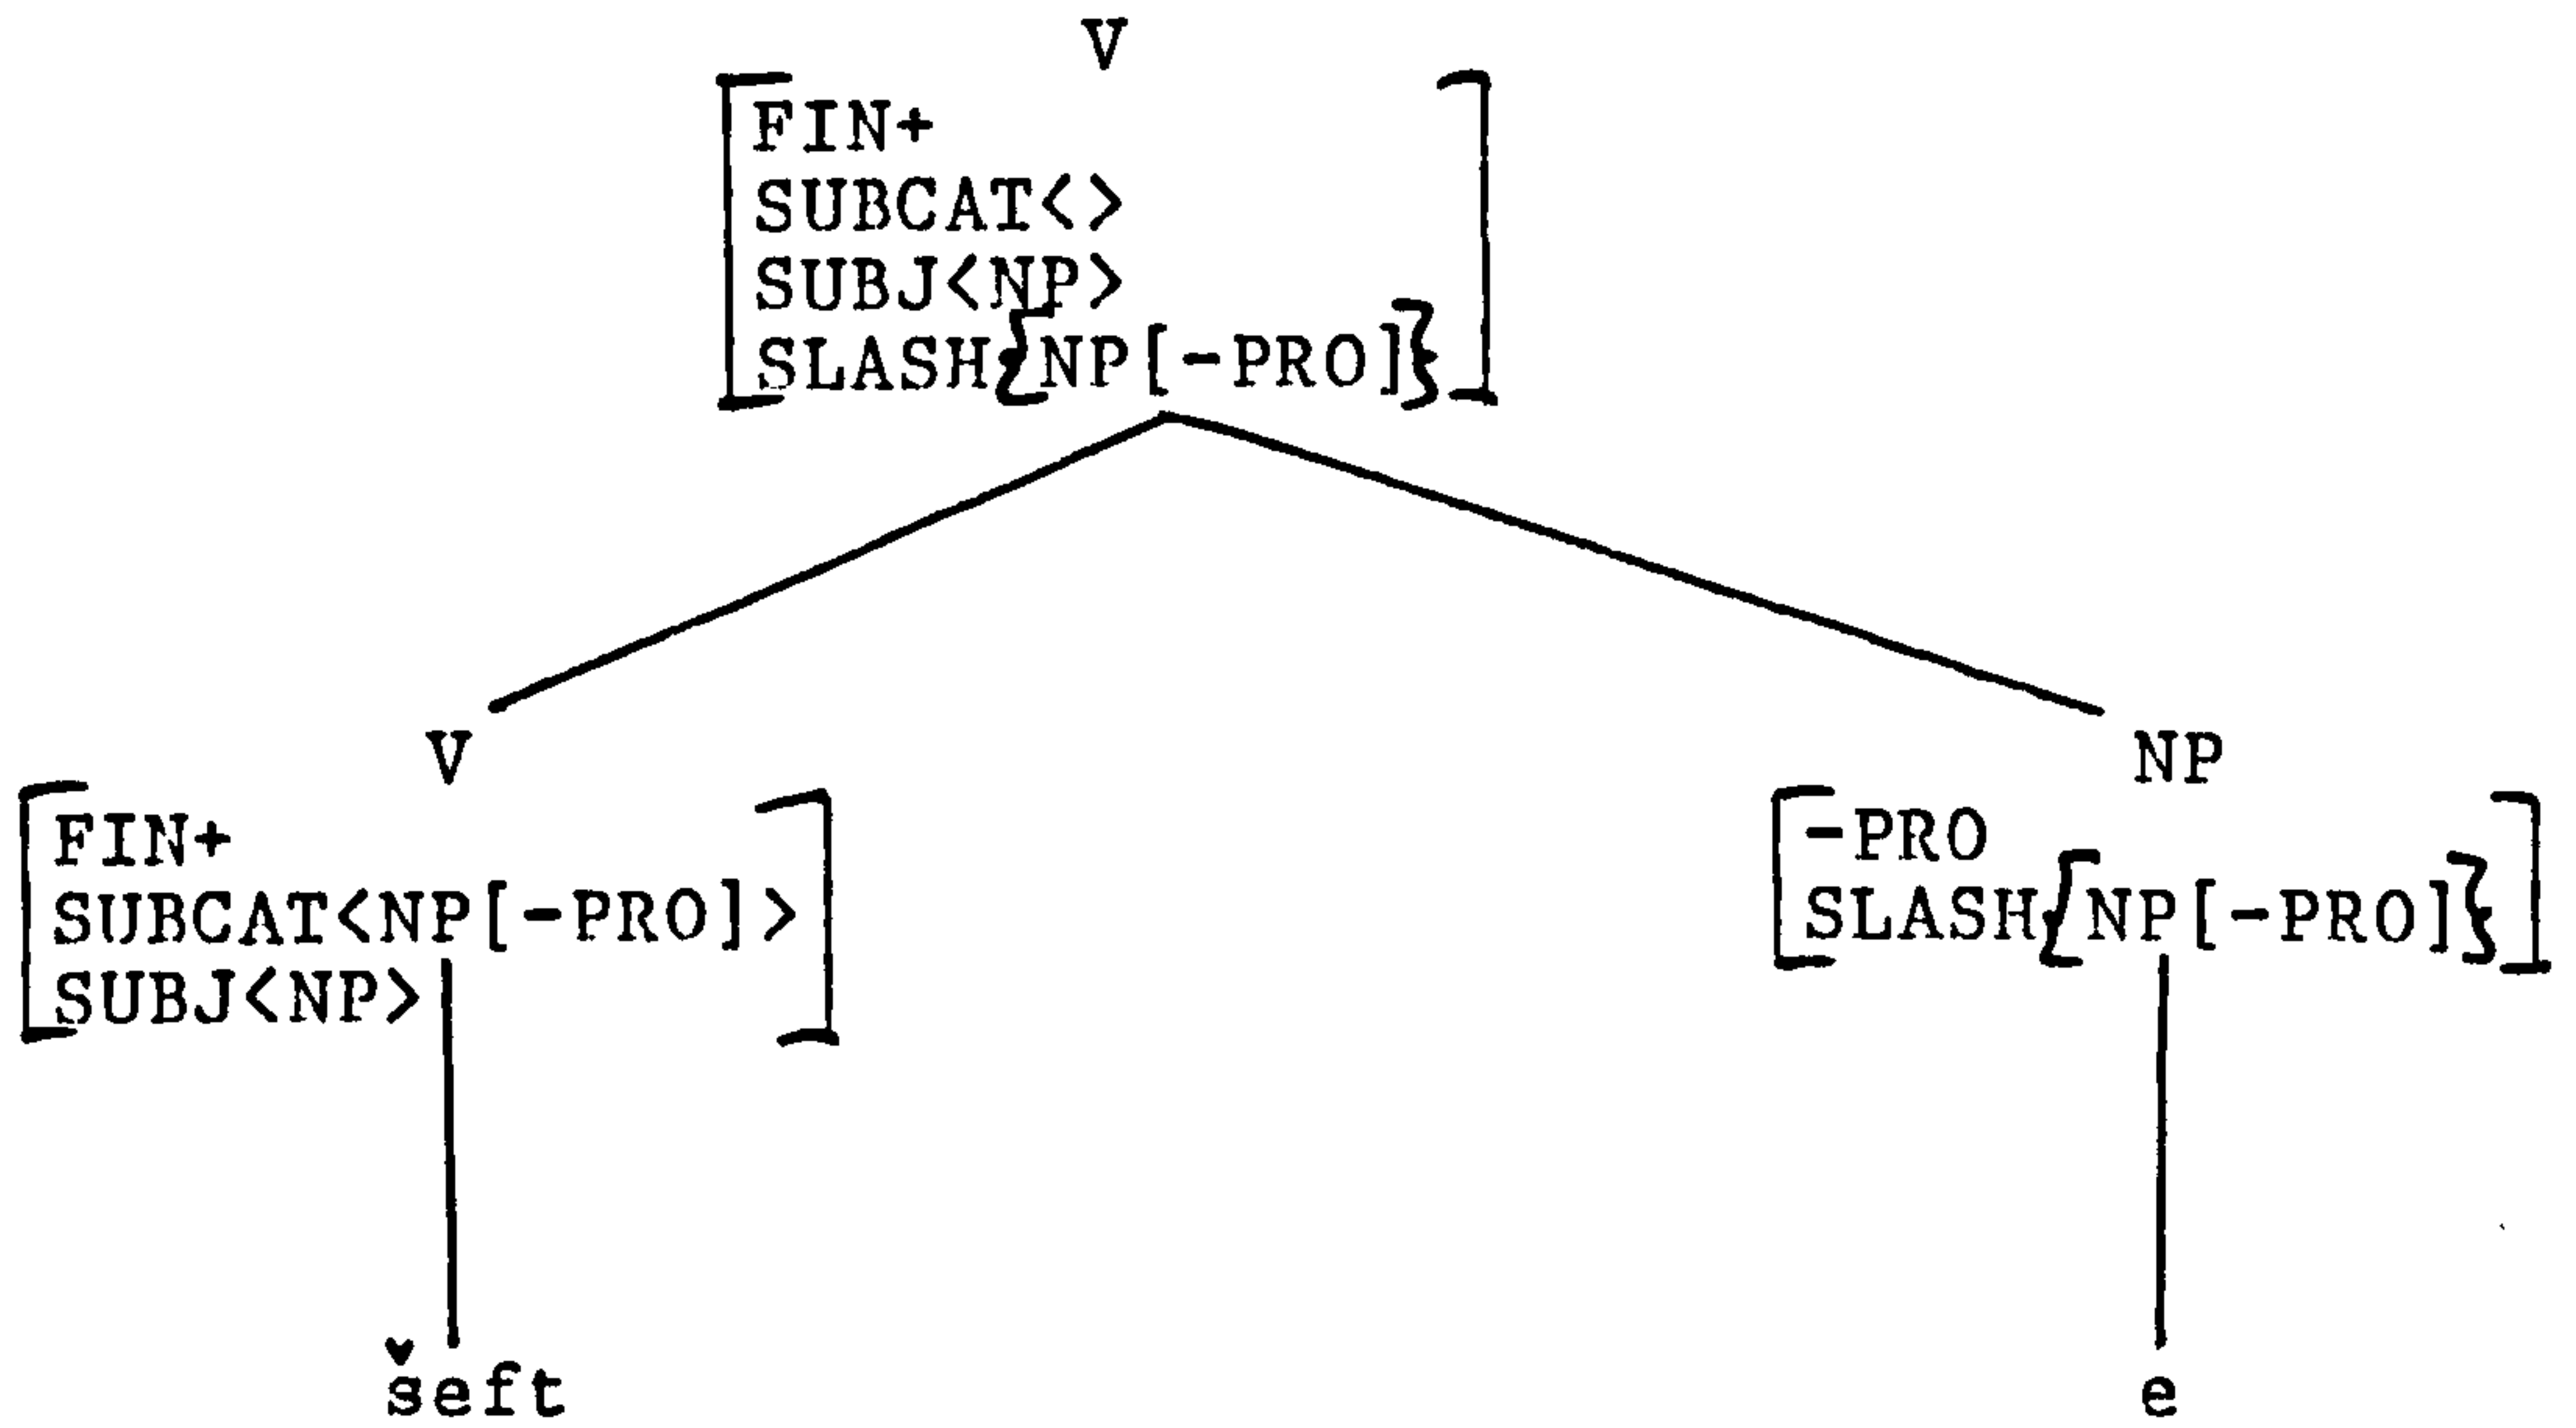 V
FIN+
SUBCAT<>
SUBJ<NP>
SLASH{NP[-PRO]}
V
NP
FIN+
SUBCAT<NP[-PRO]>
SUBJ<NP>
-PRO
SLASH{NP[-PRO]}
šeft
e